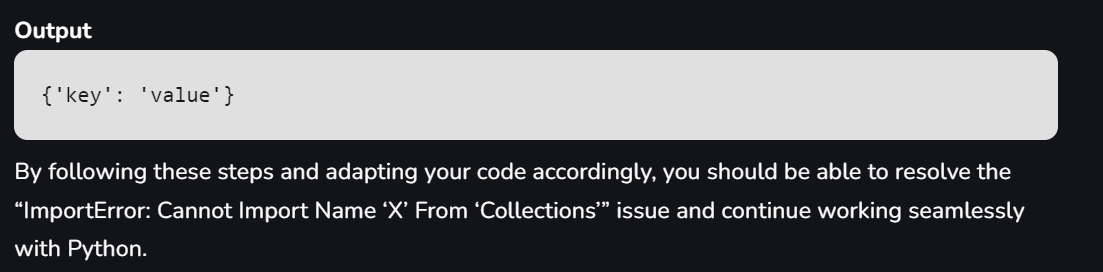 Output
{'key': 'value'}
By following these steps and adapting your code accordingly, you should be able to resolve the
“ImportError: Cannot Import Name ‘X’ From ‘Collections’” issue and continue working seamlessly
with Python.